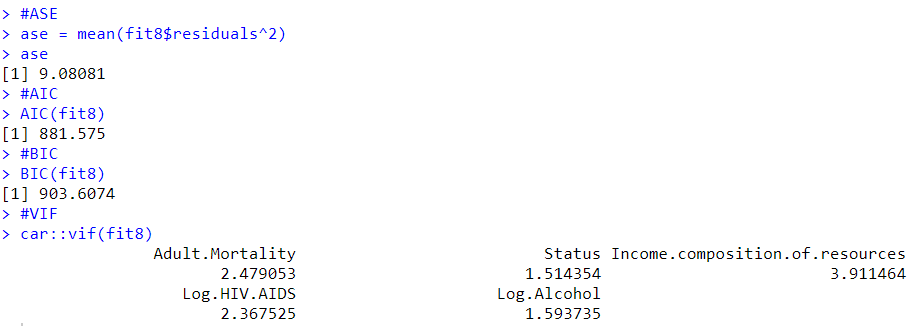 > #ASE
> ase = mean(fit8$residuals^2)
> ase
[1] 9.08081
> #AIC
> AIC(fit8)
[1] 881.575
> #BIC
> BIC(fit8)
[1] 903.6074
> #VIF
> car::vif(fit8)
Adult.Mortality Status Income.composition.of.resources
2.479053 1.514354 3.911464
Log.HIV.AIDS Log.Alcohol
2.367525 1.593735